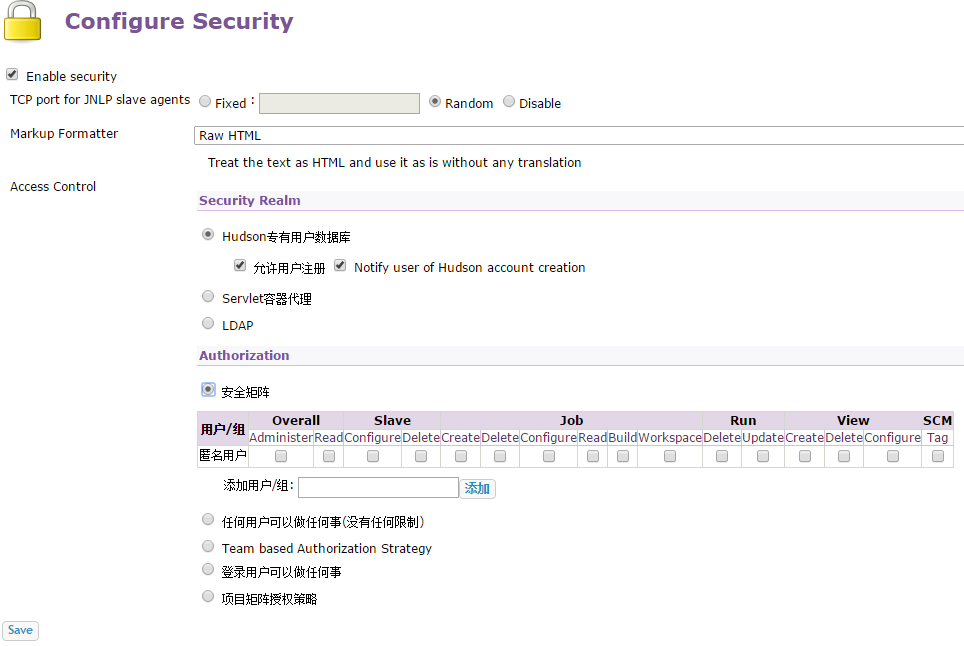 Configure Security
Enable security
TCP port for JNLP slave agents Fixed : Random Disable
Markup Formatter Raw HTML
Treat the text as HTML and use it as is without any translation
Access Control
Security Realm
Hudson专有用户数据库
允许用户注册 Notify user of Hudson account creation
Servlet容器代理
LDAP
Authorization
安全矩阵
用户/组 Overall Slave Job Run View SCM
Administer Read Configure Delete Create Delete Configure Read Build Workspace Delete Update Create Delete Configure Tag
匿名用户
添加用户/组: 添加
任何用户可以做任何事(没有任何限制)
Team based Authorization Strategy
登录用户可以做任何事
项目矩阵授权策略
Save